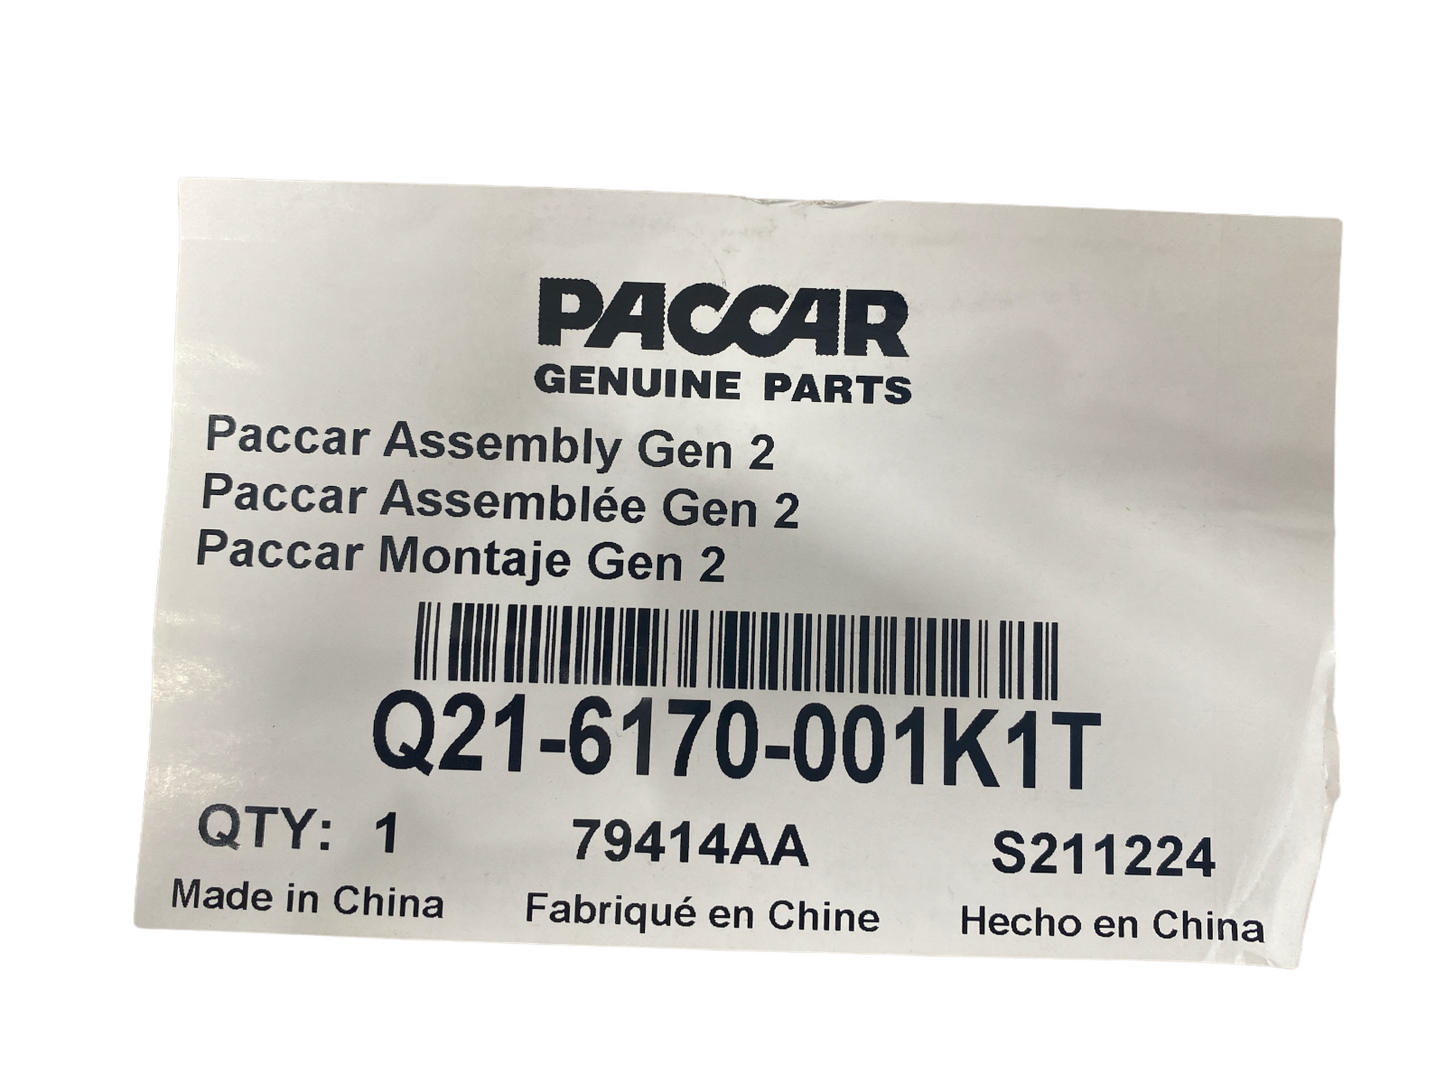 PACCAR
GENUINE PARTS
Paccar Assembly Gen 2
Paccar Assemblée Gen 2
Paccar Montaje Gen 2
Q21-6170-001K1T
QTY: 1 79414AA S211224
Made in China Fabriqué en Chine Hecho en China